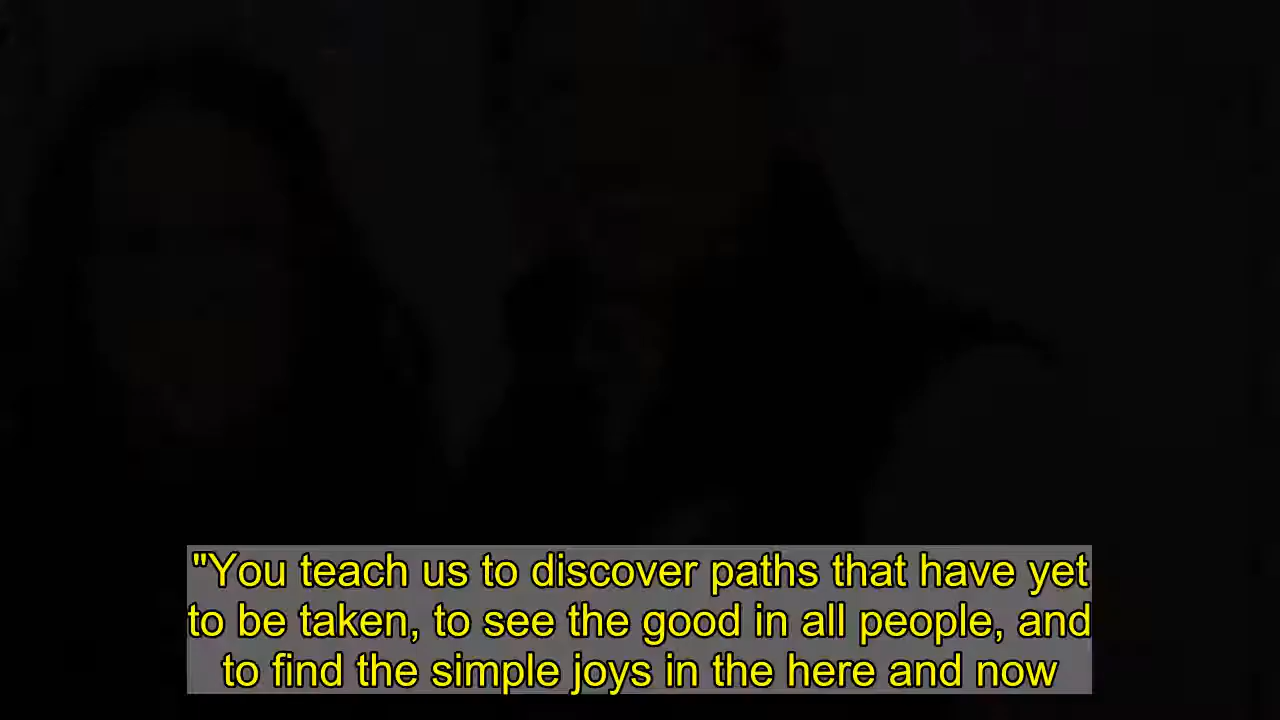 "You teach us to discover paths that have yet
to be taken, to see the good in all people, and
to find the simple joys in the here and now